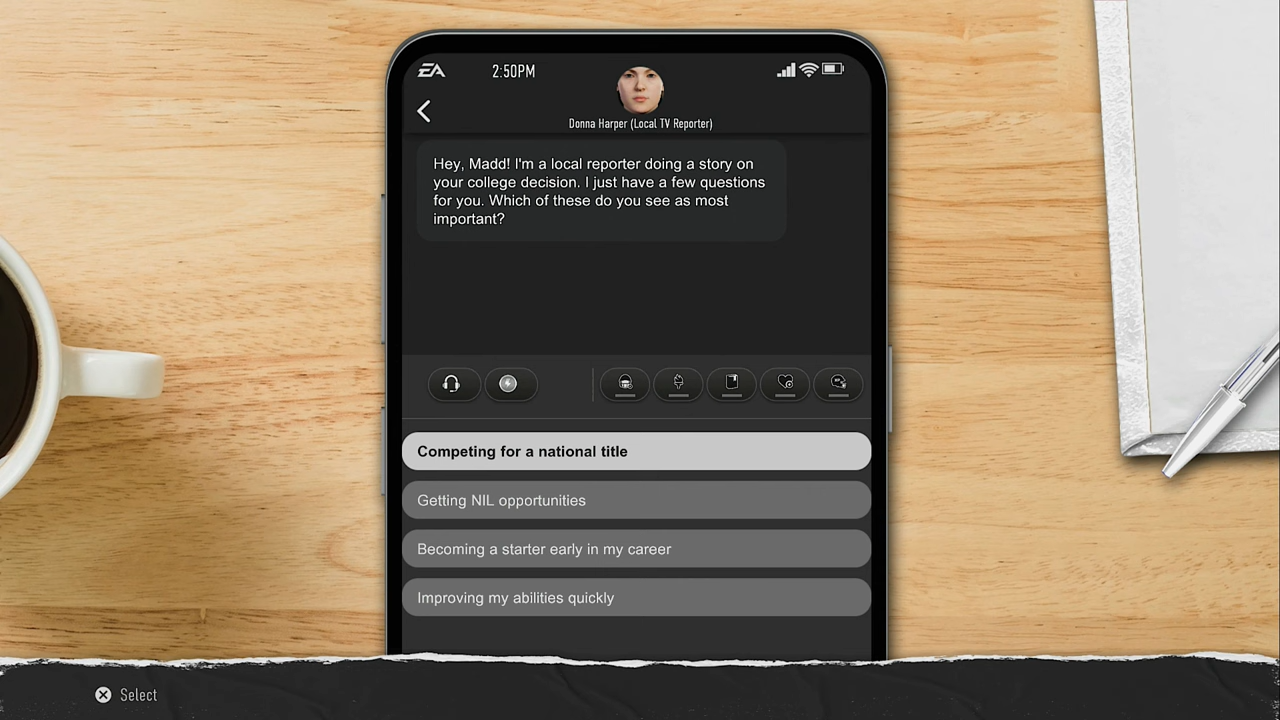 EA
2:50PM
Donna Harper (Local TV Reporter)
Hey, Madd! I'm a local reporter doing a story on
your college decision. I just have a few questions
for you. Which of these do you see as most
important?
Competing for a national title
Getting NIL opportunities
Becoming a starter early in my career
Improving my abilities quickly
Select